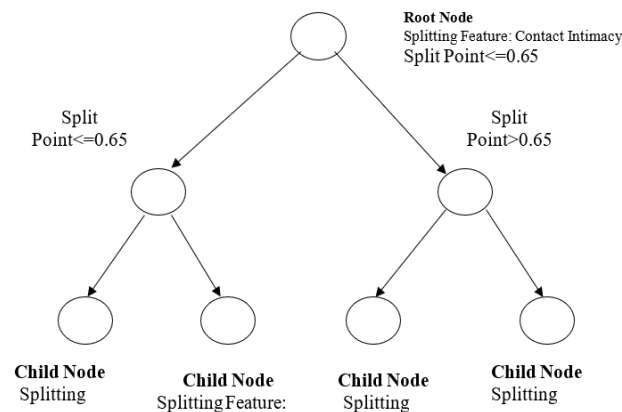 Root Node
Splitting Feature: Contact Intimacy
Split Point<=0.65
Split
Point<=0.65
Split
Point>0.65
Child Node
Splitting
Child Node
Splitting Feature:
Child Node
Splitting
Child Node
Splitting